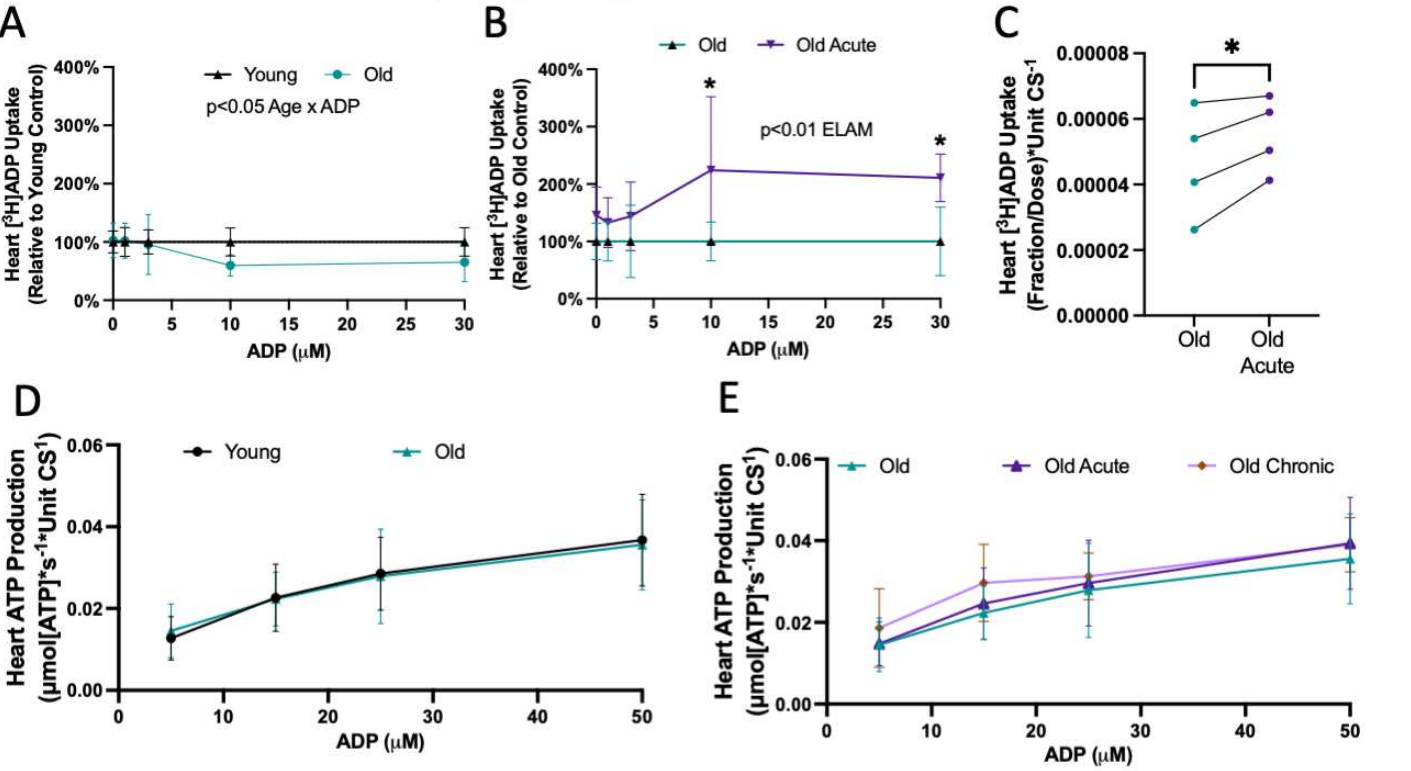 A
Heart [³H]ADP Uptake
(Relative to Young Control)
400%
300%
200%
100%
0%
Young
Old
p<0.05 Age x ADP
0 5 10 15 20 25 30
ADP (µM)
B
Heart [³H]ADP Uptake
(Relative to Old Control)
400%
300%
200%
100%
0%
Old
Old Acute
*
p<0.01 ELAM
*
0 5 10 15 20 25 30
ADP (µM)
C
Heart [³H]ADP Uptake
(Fraction/Dose)*Unit CS⁻¹
0.00008
0.00006
0.00004
0.00002
0.00000
*
Old
Old
Acute
D
Heart ATP Production
(µmol[ATP]*s⁻¹*Unit CS¹)
0.06
0.04
0.02
0.00
Young
Old
0 10 20 30 40 50
ADP (µM)
E
Heart ATP Production
(µmol[ATP]*s⁻¹*Unit CS¹)
0.06
0.04
0.02
0.00
Old
Old Acute
Old Chronic
0 10 20 30 40 50
ADP (µM)